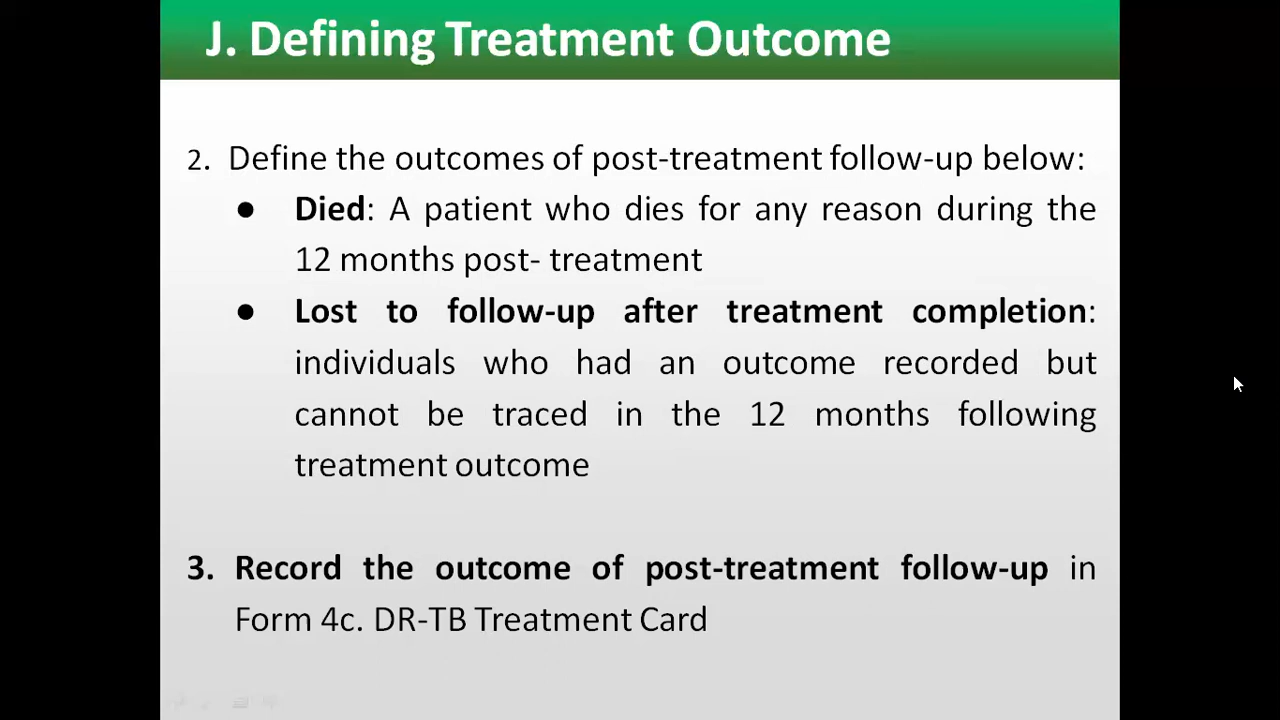 J. Defining Treatment Outcome
2. Define the outcomes of post-treatment follow-up below:
● Died: A patient who dies for any reason during the
12 months post- treatment
● Lost to follow-up after treatment completion:
individuals who had an outcome recorded but
cannot be traced in the 12 months following
treatment outcome
3. Record the outcome of post-treatment follow-up in
Form 4c. DR-TB Treatment Card